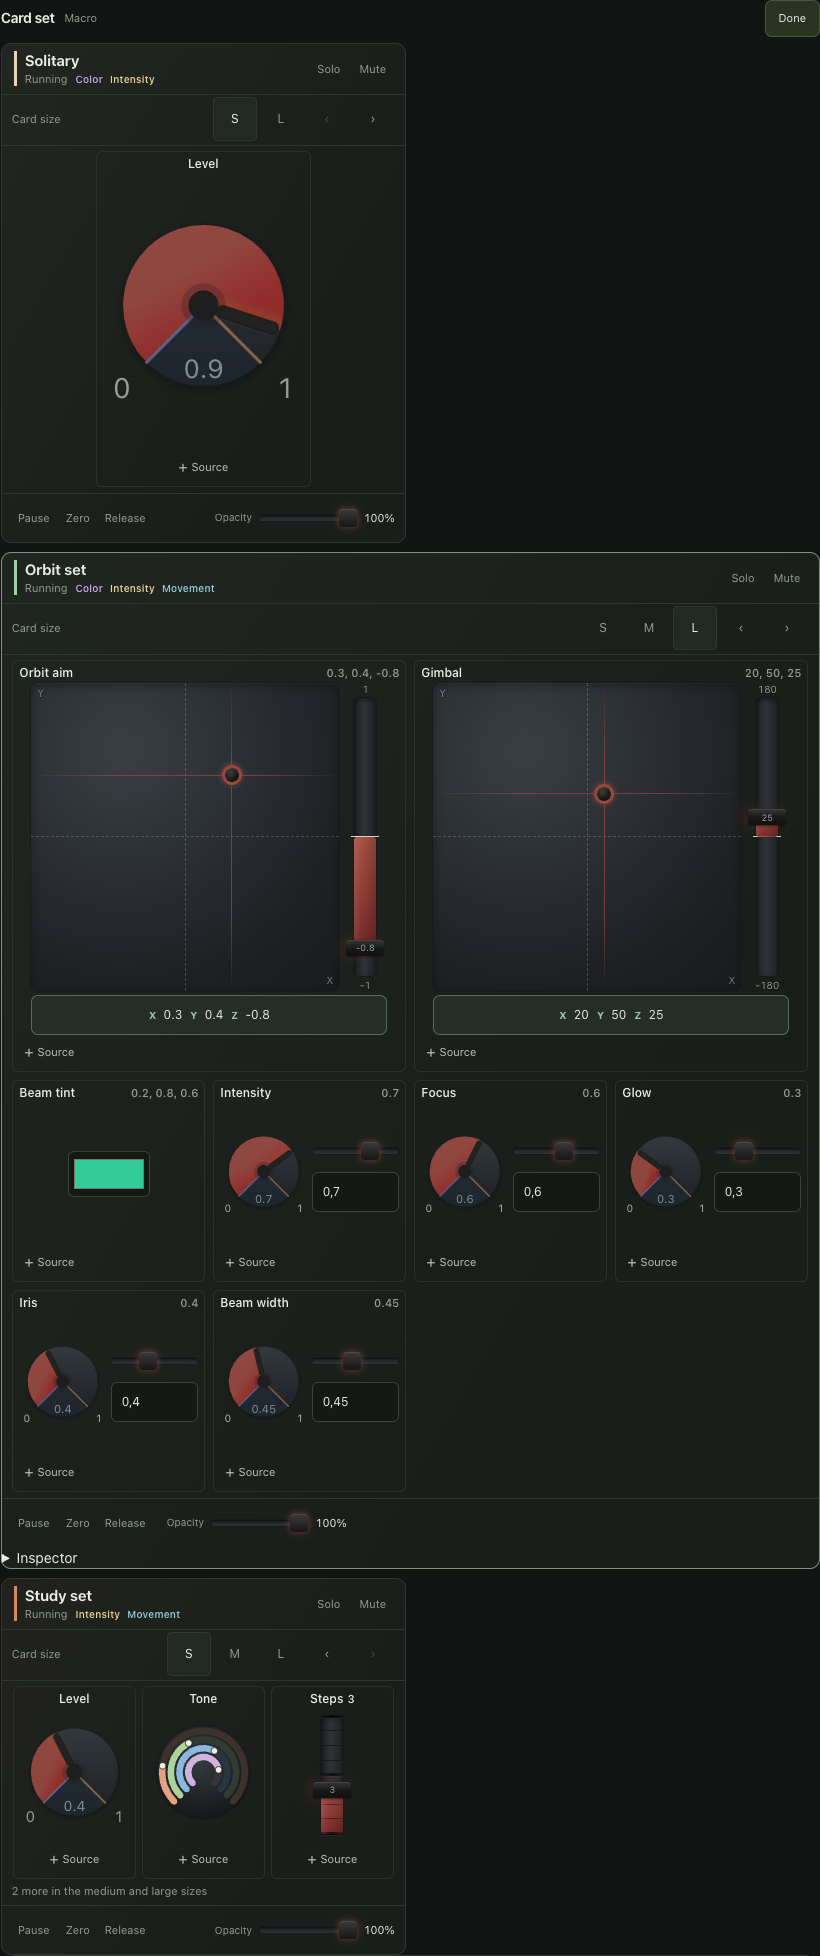 Card set Macro Done
Solitary
Running Color Intensity Solo Mute
Card size S L ‹ ›
Level
0.9
0 1
+ Source
Pause Zero Release Opacity 100%
Orbit set
Running Color Intensity Movement Solo Mute
Card size S M L ‹ ›
Orbit aim 0.3, 0.4, -0.8
Y 1
-0.8
X
-1
X 0.3 Y 0.4 Z -0.8
+ Source
Gimbal 20, 50, 25
Y 180
25
X
-180
X 20 Y 50 Z 25
+ Source
Beam tint 0.2, 0.8, 0.6
+ Source
Intensity 0.7
0.7
0 1
0,7
+ Source
Focus 0.6
0.6
0 1
0,6
+ Source
Glow 0.3
0.3
0 1
0,3
+ Source
Iris 0.4
0.4
0 1
0,4
+ Source
Beam width 0.45
0.45
0 1
0,45
+ Source
Pause Zero Release Opacity 100%
Inspector
Study set
Running Intensity Movement Solo Mute
Card size S M L ‹ ›
Level
0.4
0 1
+ Source
Tone
+ Source
Steps 3
3
+ Source
2 more in the medium and large sizes
Pause Zero Release Opacity 100%